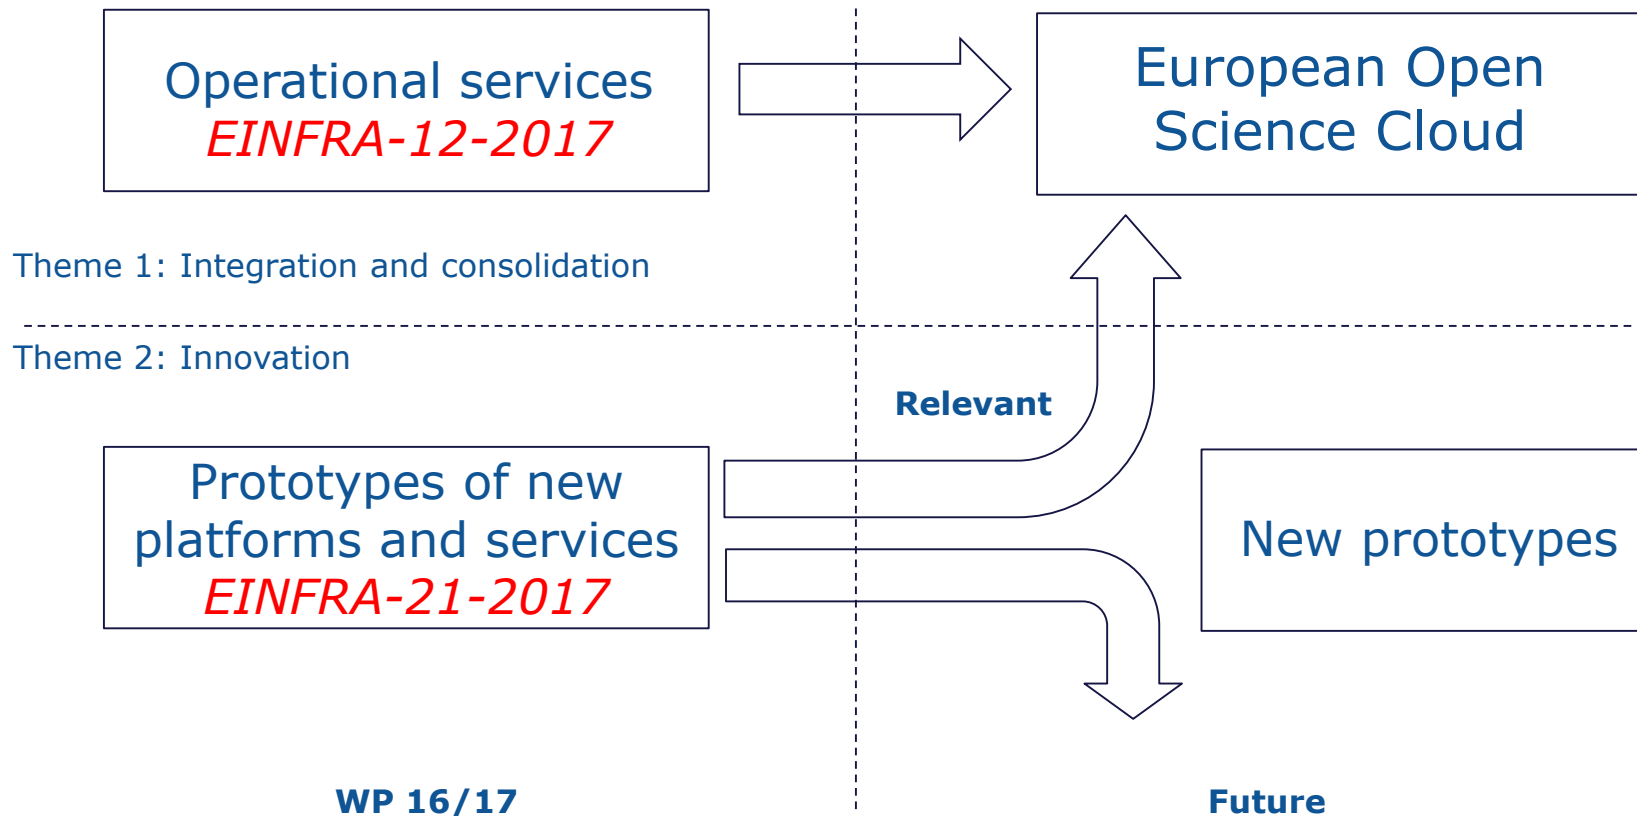 Operational services
EINFRA-12-2017
European Open
Science Cloud
Theme 1: Integration and consolidation
Theme 2: Innovation
Relevant
Prototypes of new
platforms and services
EINFRA-21-2017
New prototypes
WP 16/17
Future